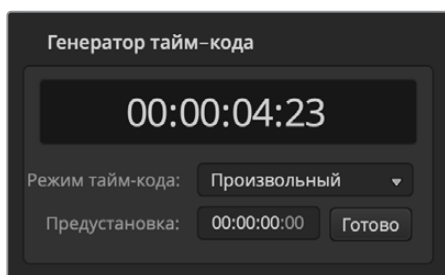 Генератор тайм-кода
00:00:04:23
Режим тайм-кода: Произвольный
Предустановка: 00:00:00:00 Готово